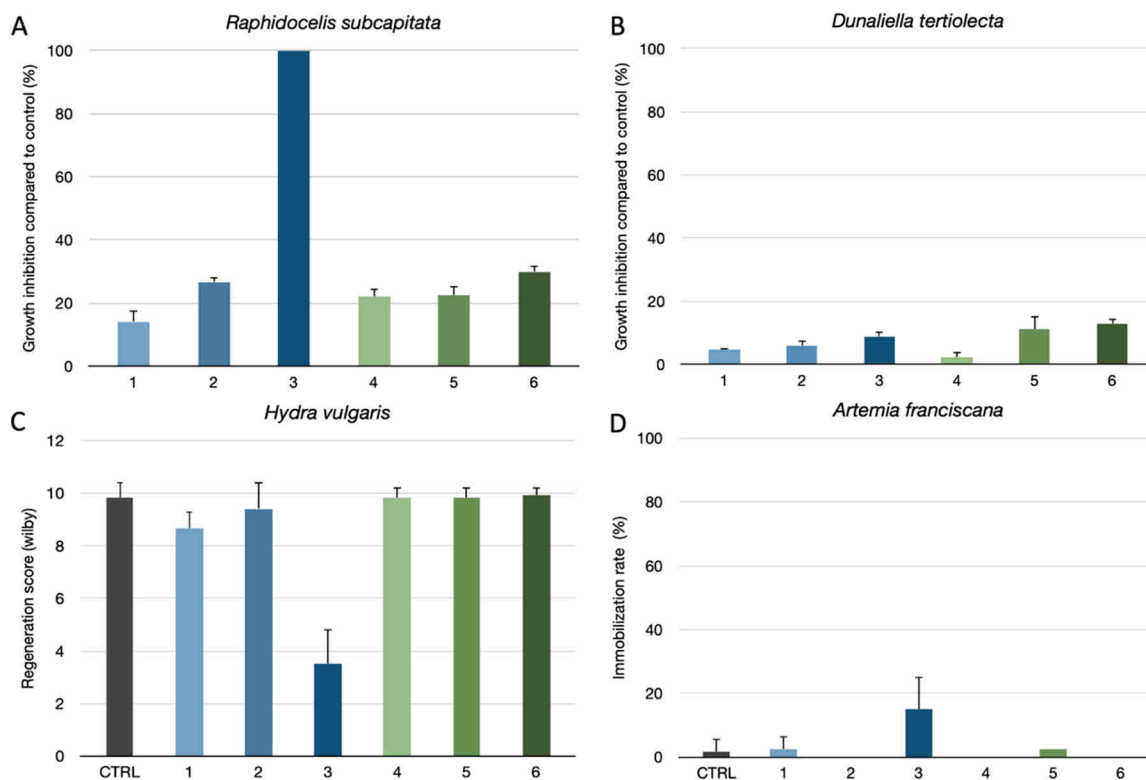 A
Raphidocelis subcapitata
Growth inhibition compared to control (%)
100
80
60
40
20
0
1 2 3 4 5 6
B
Dunaliella tertiolecta
Growth inhibition compared to control (%)
100
80
60
40
20
0
1 2 3 4 5 6
C
Hydra vulgaris
Regeneration score (wilby)
12
10
8
6
4
2
0
CTRL 1 2 3 4 5 6
D
Artemia franciscana
Immobilization rate (%)
100
80
60
40
20
0
CTRL 1 2 3 4 5 6